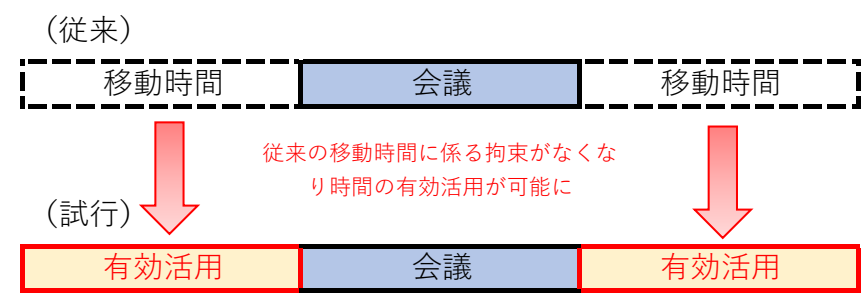 （従来）
移動時間 会議 移動時間
従来の移動時間に係る拘束がなくな
り時間の有効活用が可能に
（試行）
有効活用 会議 有効活用